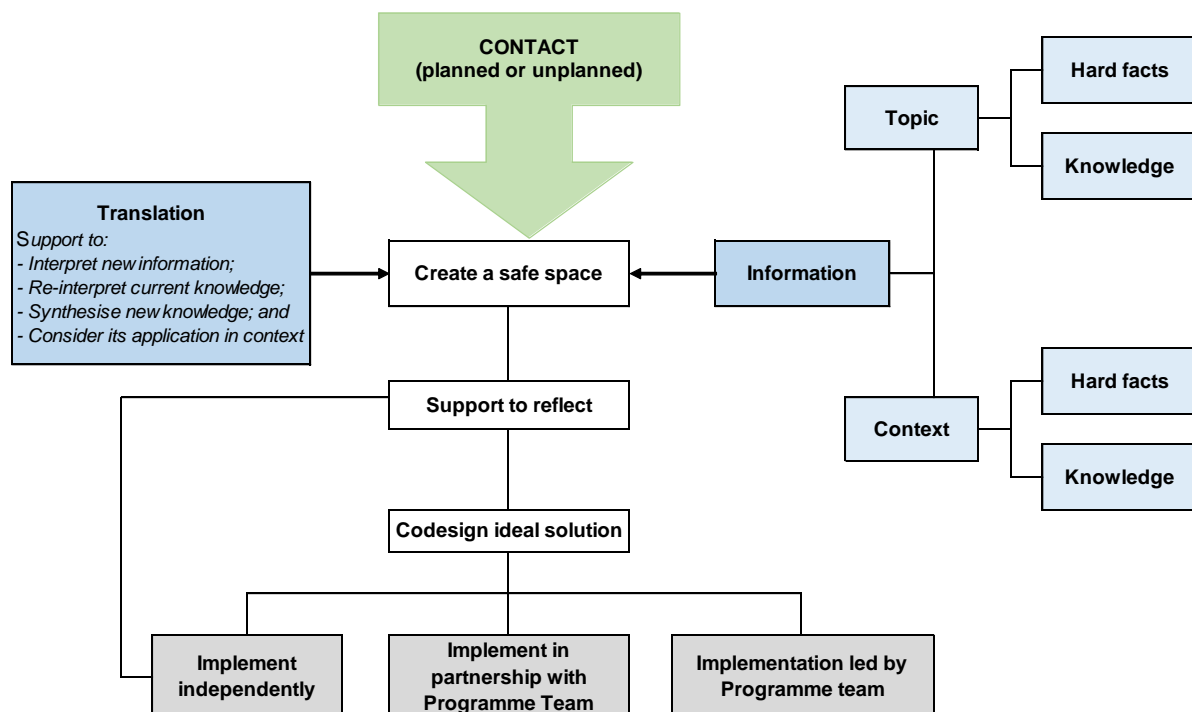 CONTACT
(planned or unplanned)
Hard facts
Topic
Knowledge
Translation
Support to:
- Interpret new information;
- Re-interpret current knowledge;
- Synthesise new knowledge; and
- Consider its application in context
Create a safe space
Information
Support to reflect
Hard facts
Context
Knowledge
Codesign ideal solution
Implement
independently
Implement in
partnership with
Programme Team
Implementation led by
Programme team